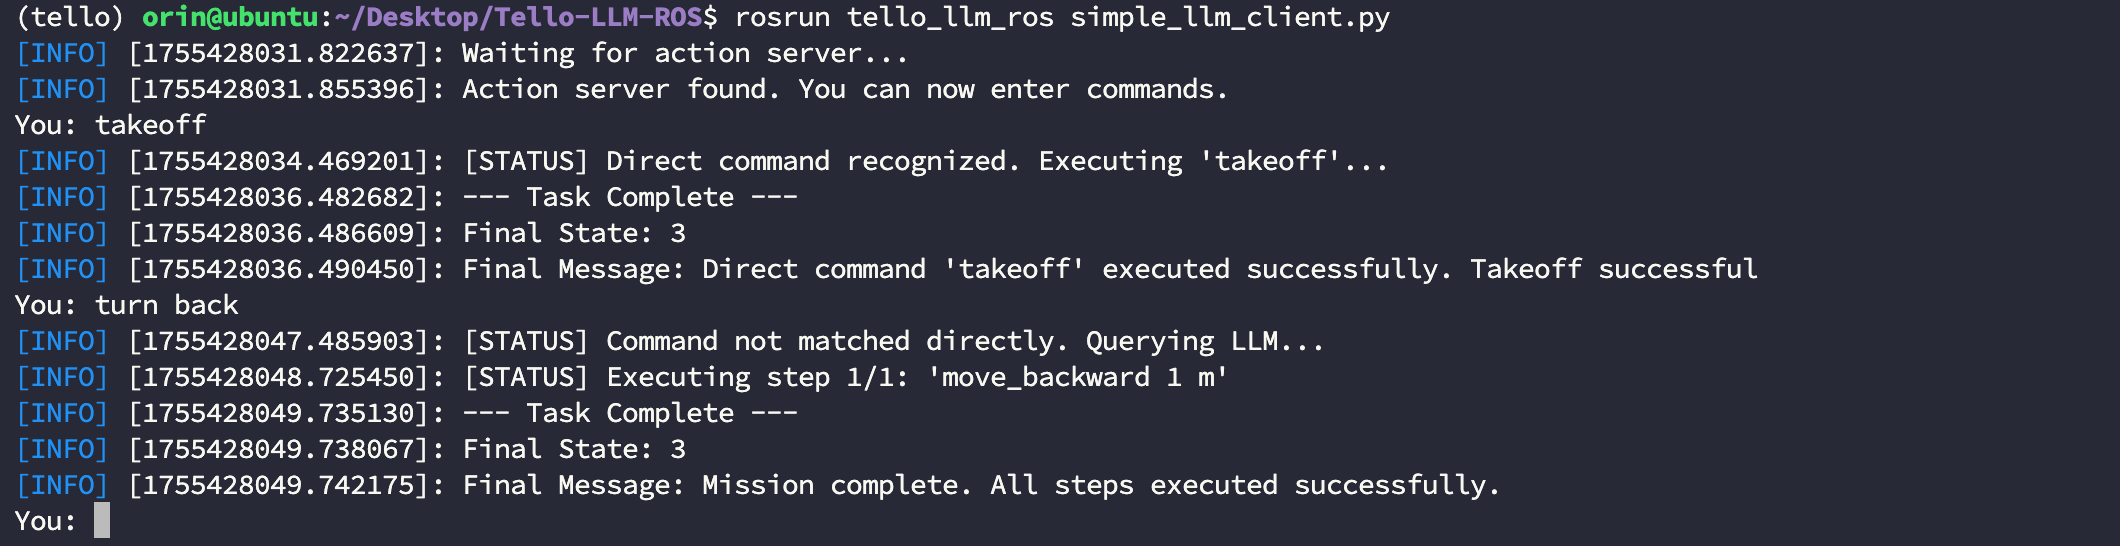 (tello) orin@ubuntu:~/Desktop/Tello-LLM-ROS$ rosrun tello_llm_ros simple_llm_client.py
[INFO] [1755428031.822637]: Waiting for action server...
[INFO] [1755428031.855396]: Action server found. You can now enter commands.
You: takeoff
[INFO] [1755428034.469201]: [STATUS] Direct command recognized. Executing 'takeoff'...
[INFO] [1755428036.482682]: --- Task Complete ---
[INFO] [1755428036.486609]: Final State: 3
[INFO] [1755428036.490450]: Final Message: Direct command 'takeoff' executed successfully. Takeoff successful
You: turn back
[INFO] [1755428047.485903]: [STATUS] Command not matched directly. Querying LLM...
[INFO] [1755428048.725450]: [STATUS] Executing step 1/1: 'move_backward 1 m'
[INFO] [1755428049.735130]: --- Task Complete ---
[INFO] [1755428049.738067]: Final State: 3
[INFO] [1755428049.742175]: Final Message: Mission complete. All steps executed successfully.
You: